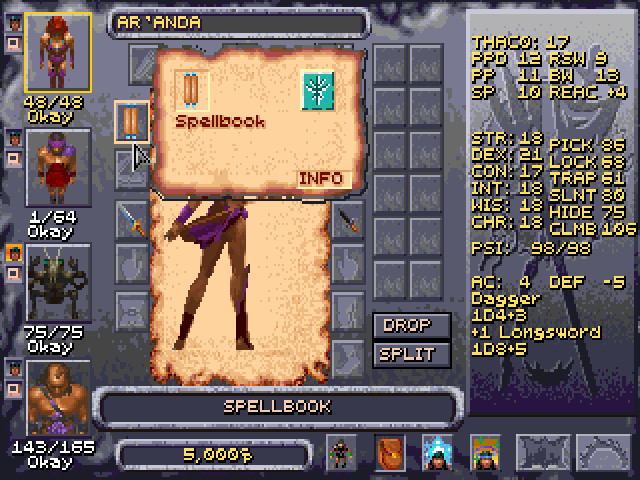 AR'ANDA
48/48
Okay
1/64
Okay
75/75
Okay
143/165
Okay
Spellbook
INFO
DROP
SPLIT
SPELLBOOK
5,000
THAC0: 17
PPD 12 RSW 9
PP 11 BW 13
SP 10 REAC +4
STR: 18
DEX: 21
CON: 17
INT: 18
WIS: 18
CHR: 18
PICK 86
LOCK 68
TRAP 61
SLNT 80
HIDE 75
CLMB 106
PSI: 98/98
AC: 4 DEF -5
Dagger
1D4+3
+1 Longsword
1D8+5